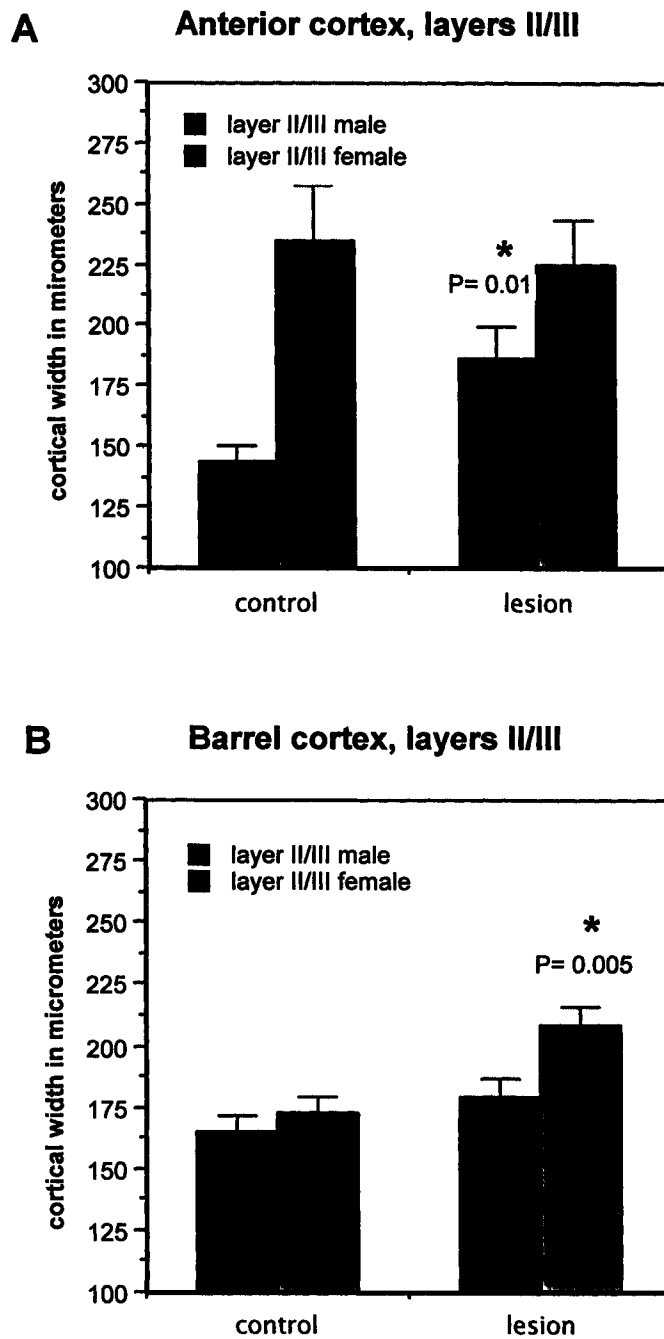 A
Anterior cortex, layers II/III
300
275
250
225
200
175
150
125
100
cortical width in mirometers
layer II/III male
layer II/III female
*
P= 0.01
control
lesion
B
Barrel cortex, layers II/III
300
275
250
225
200
175
150
125
100
cortical width in micrometers
layer II/III male
layer II/III female
*
P= 0.005
control
lesion